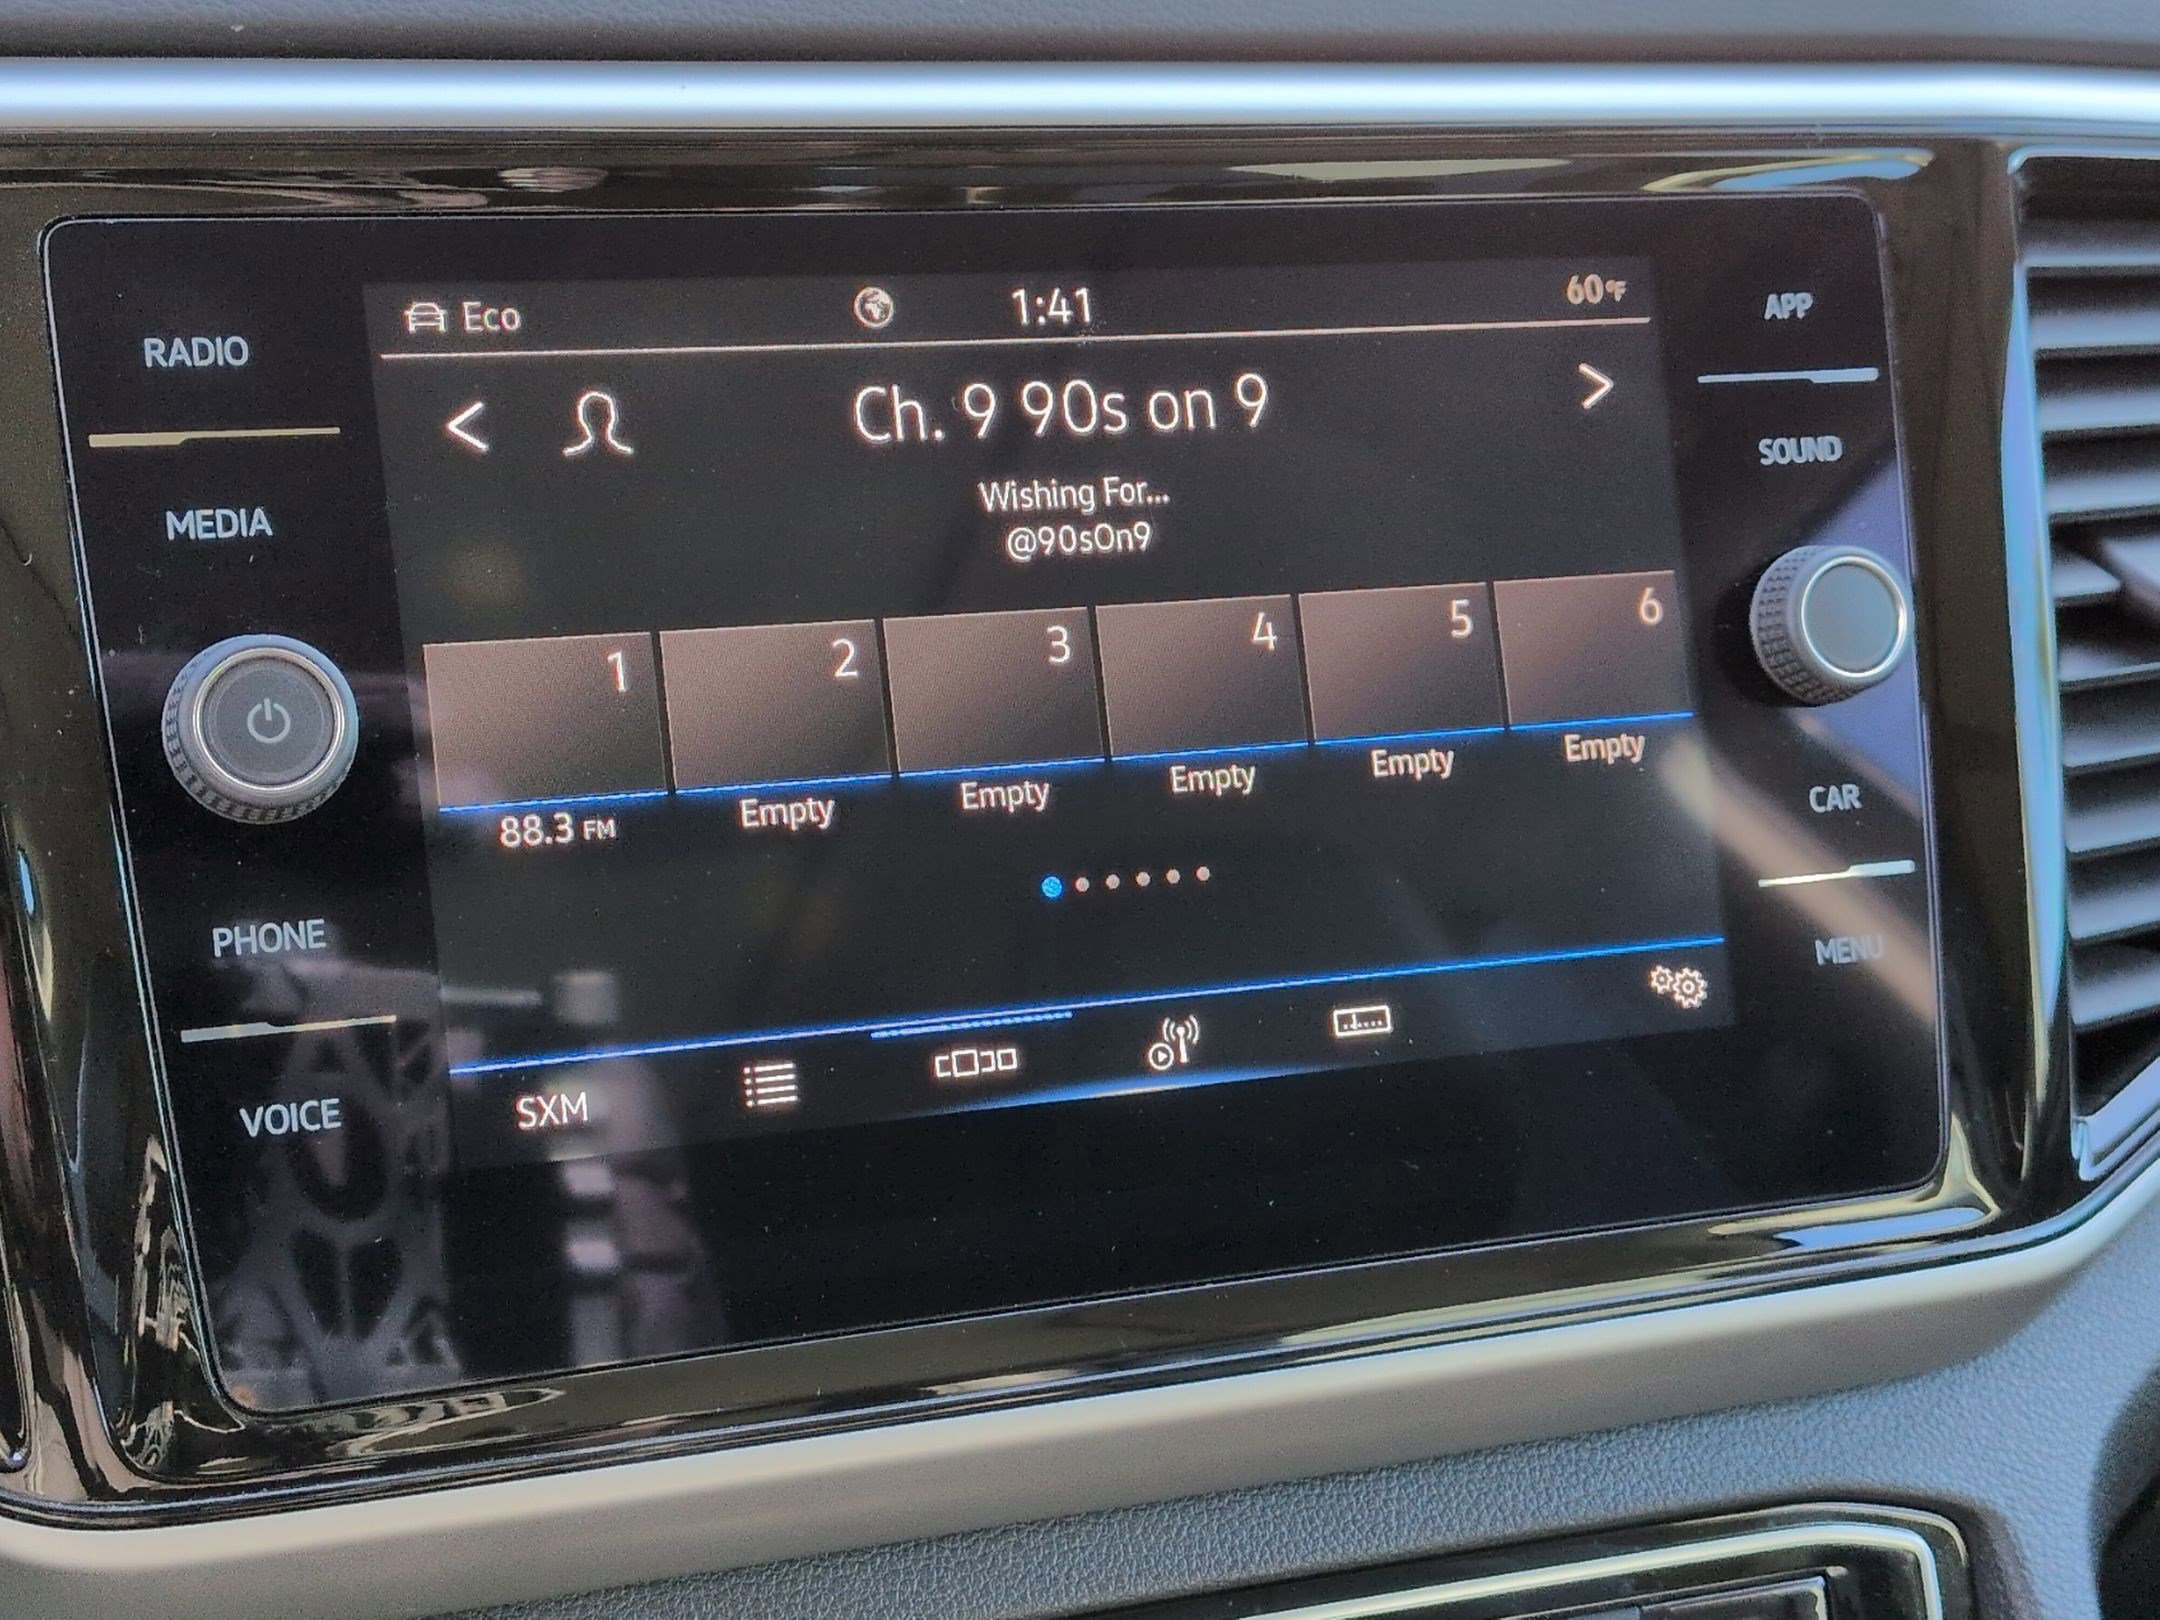 RADIO
MEDIA
PHONE
VOICE
Eco
1:41
60°F
Ch. 9 90s on 9
Wishing For...
@90sOn9
1
2
3
4
5
6
88.3 FM
Empty
Empty
Empty
Empty
Empty
SXM
APP
SOUND
CAR
MENU